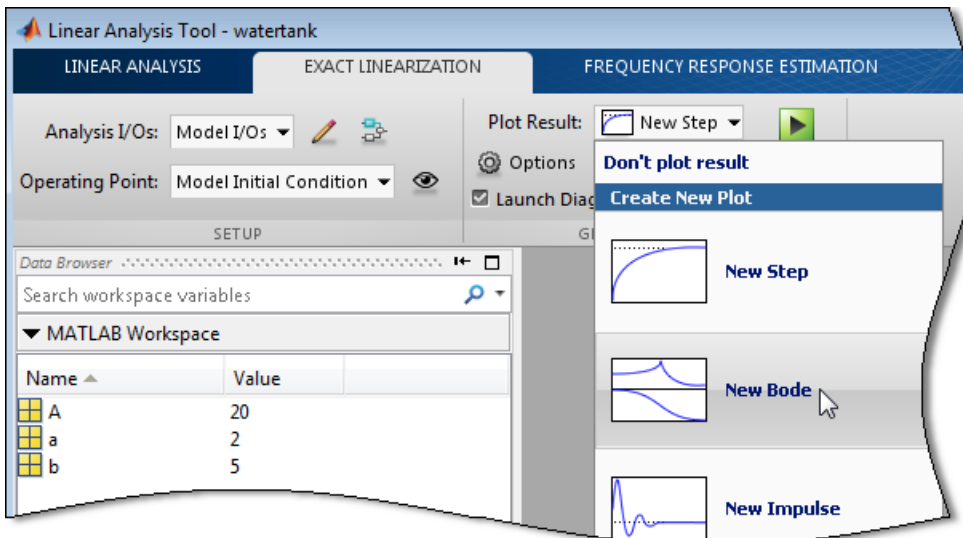 Linear Analysis Tool - watertank
LINEAR ANALYSIS
EXACT LINEARIZATION
FREQUENCY RESPONSE ESTIMATION
Analysis I/Os: Model I/Os
Operating Point: Model Initial Condition
SETUP
Plot Result: New Step
Options
Launch Diag
Don't plot result
Create New Plot
New Step
New Bode
New Impulse
Data Browser
Search workspace variables
MATLAB Workspace
Name Value
A 20
a 2
b 5